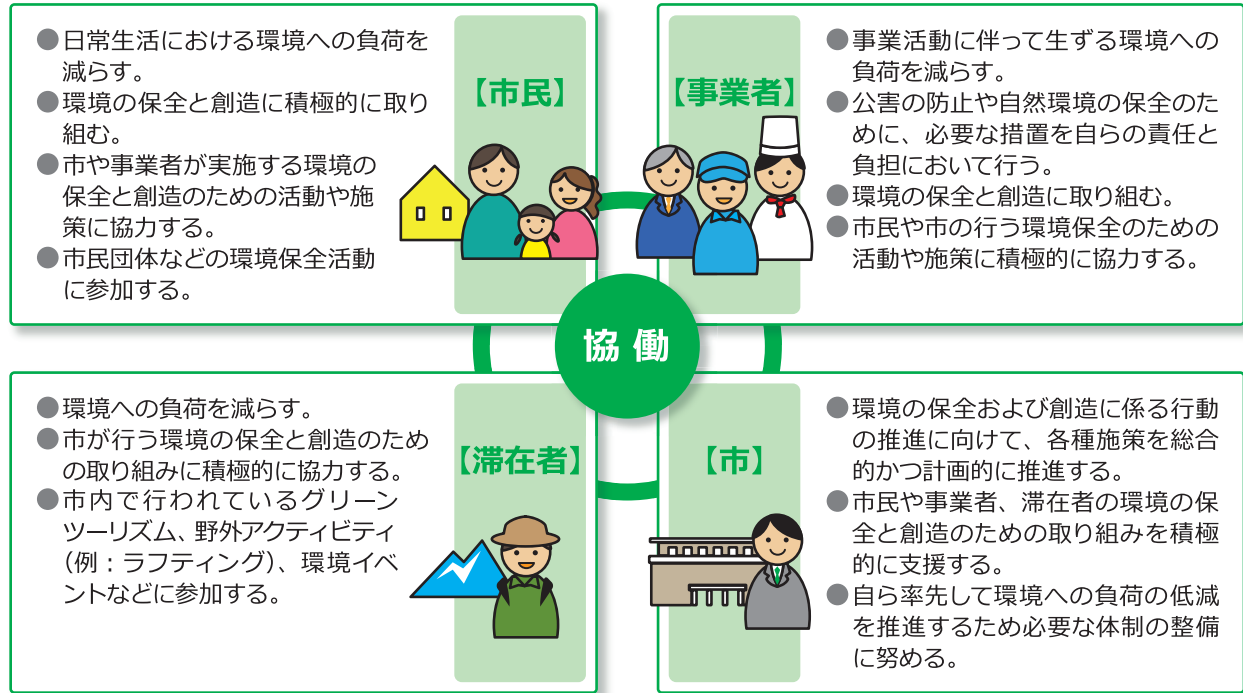 ●日常生活における環境への負荷を
減らす。
●環境の保全と創造に積極的に取り
組む。
●市や事業者が実施する環境の
保全と創造のための活動や施
策に協力する。
●市民団体などの環境保全活動
に参加する。
【市民】
【事業者】
●事業活動に伴って生ずる環境への
負荷を減らす。
●公害の防止や自然環境の保全のた
めに、必要な措置を自らの責任と
負担において行う。
●環境の保全と創造に取り組む。
●市民や市の行う環境保全のための
活動や施策に積極的に協力する。
協働
●環境への負荷を減らす。
●市が行う環境の保全と創造のため
の取り組みに積極的に協力する。
●市内で行われているグリーン
ツーリズム、野外アクティビティ
(例：ラフティング)、環境イベ
ントなどに参加する。
【滞在者】
【市】
●環境の保全および創造に係る行動
の推進に向けて、各種施策を総合
的かつ計画的に推進する。
●市民や事業者、滞在者の環境の保
全と創造のための取り組みを積極
的に支援する。
●自ら率先して環境への負荷の低減
を推進するため必要な体制の整備
に努める。